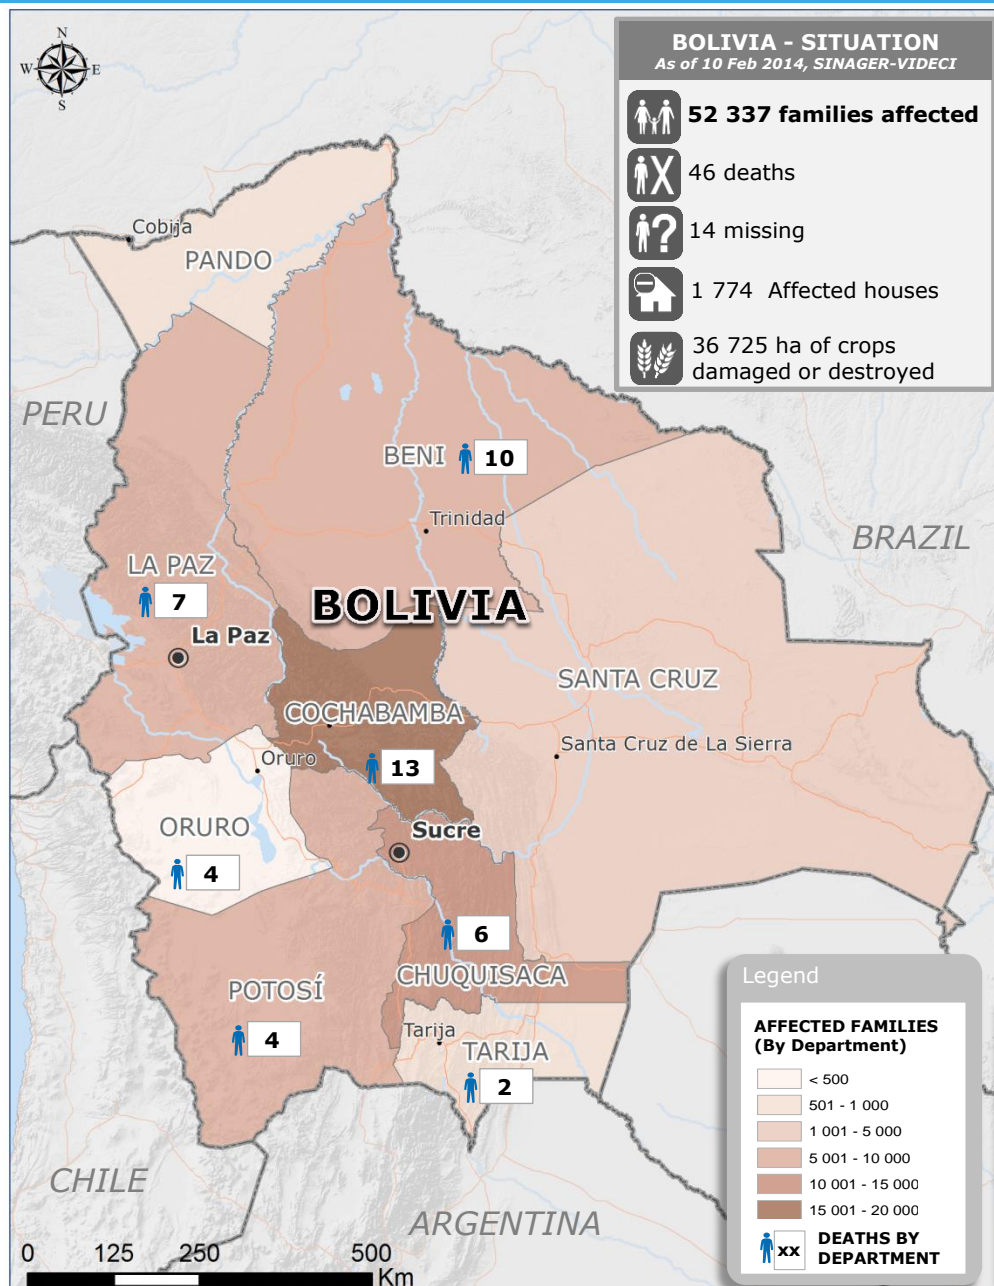 N
W
E
S
BOLIVIA - SITUATION
As of 10 Feb 2014, SINAGER-VIDECI
52 337 families affected
46 deaths
14 missing
1 774 Affected houses
36 725 ha of crops
damaged or destroyed
Cobija
PANDO
PERU
BENI
10
Trinidad
BRAZIL
LA PAZ
7
BOLIVIA
La Paz
SANTA CRUZ
COCHABAMBA
Santa Cruz de La Sierra
Oruro
13
ORURO
Sucre
4
6
CHUQUISACA
POTOSÍ
4
Tarija
TARIJA
2
CHILE
ARGENTINA
Legend
AFFECTED FAMILIES
(By Department)
< 500
501 - 1 000
1 001 - 5 000
5 001 - 10 000
10 001 - 15 000
15 001 - 20 000
xx
DEATHS BY
DEPARTMENT
0 125 250 500
Km